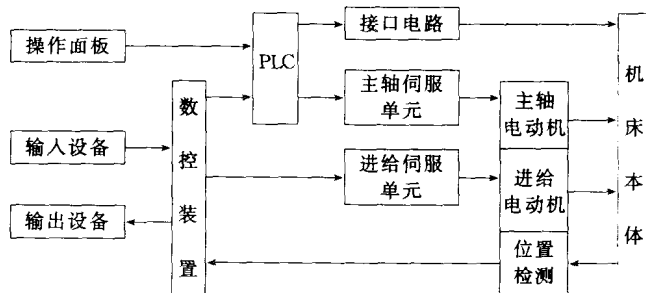 操作面板
PLC
接口电路
主轴伺服
单元
主轴
电动机
机床本体
数控装置
输入设备
进给伺服
单元
进给
电动机
输出设备
位置
检测